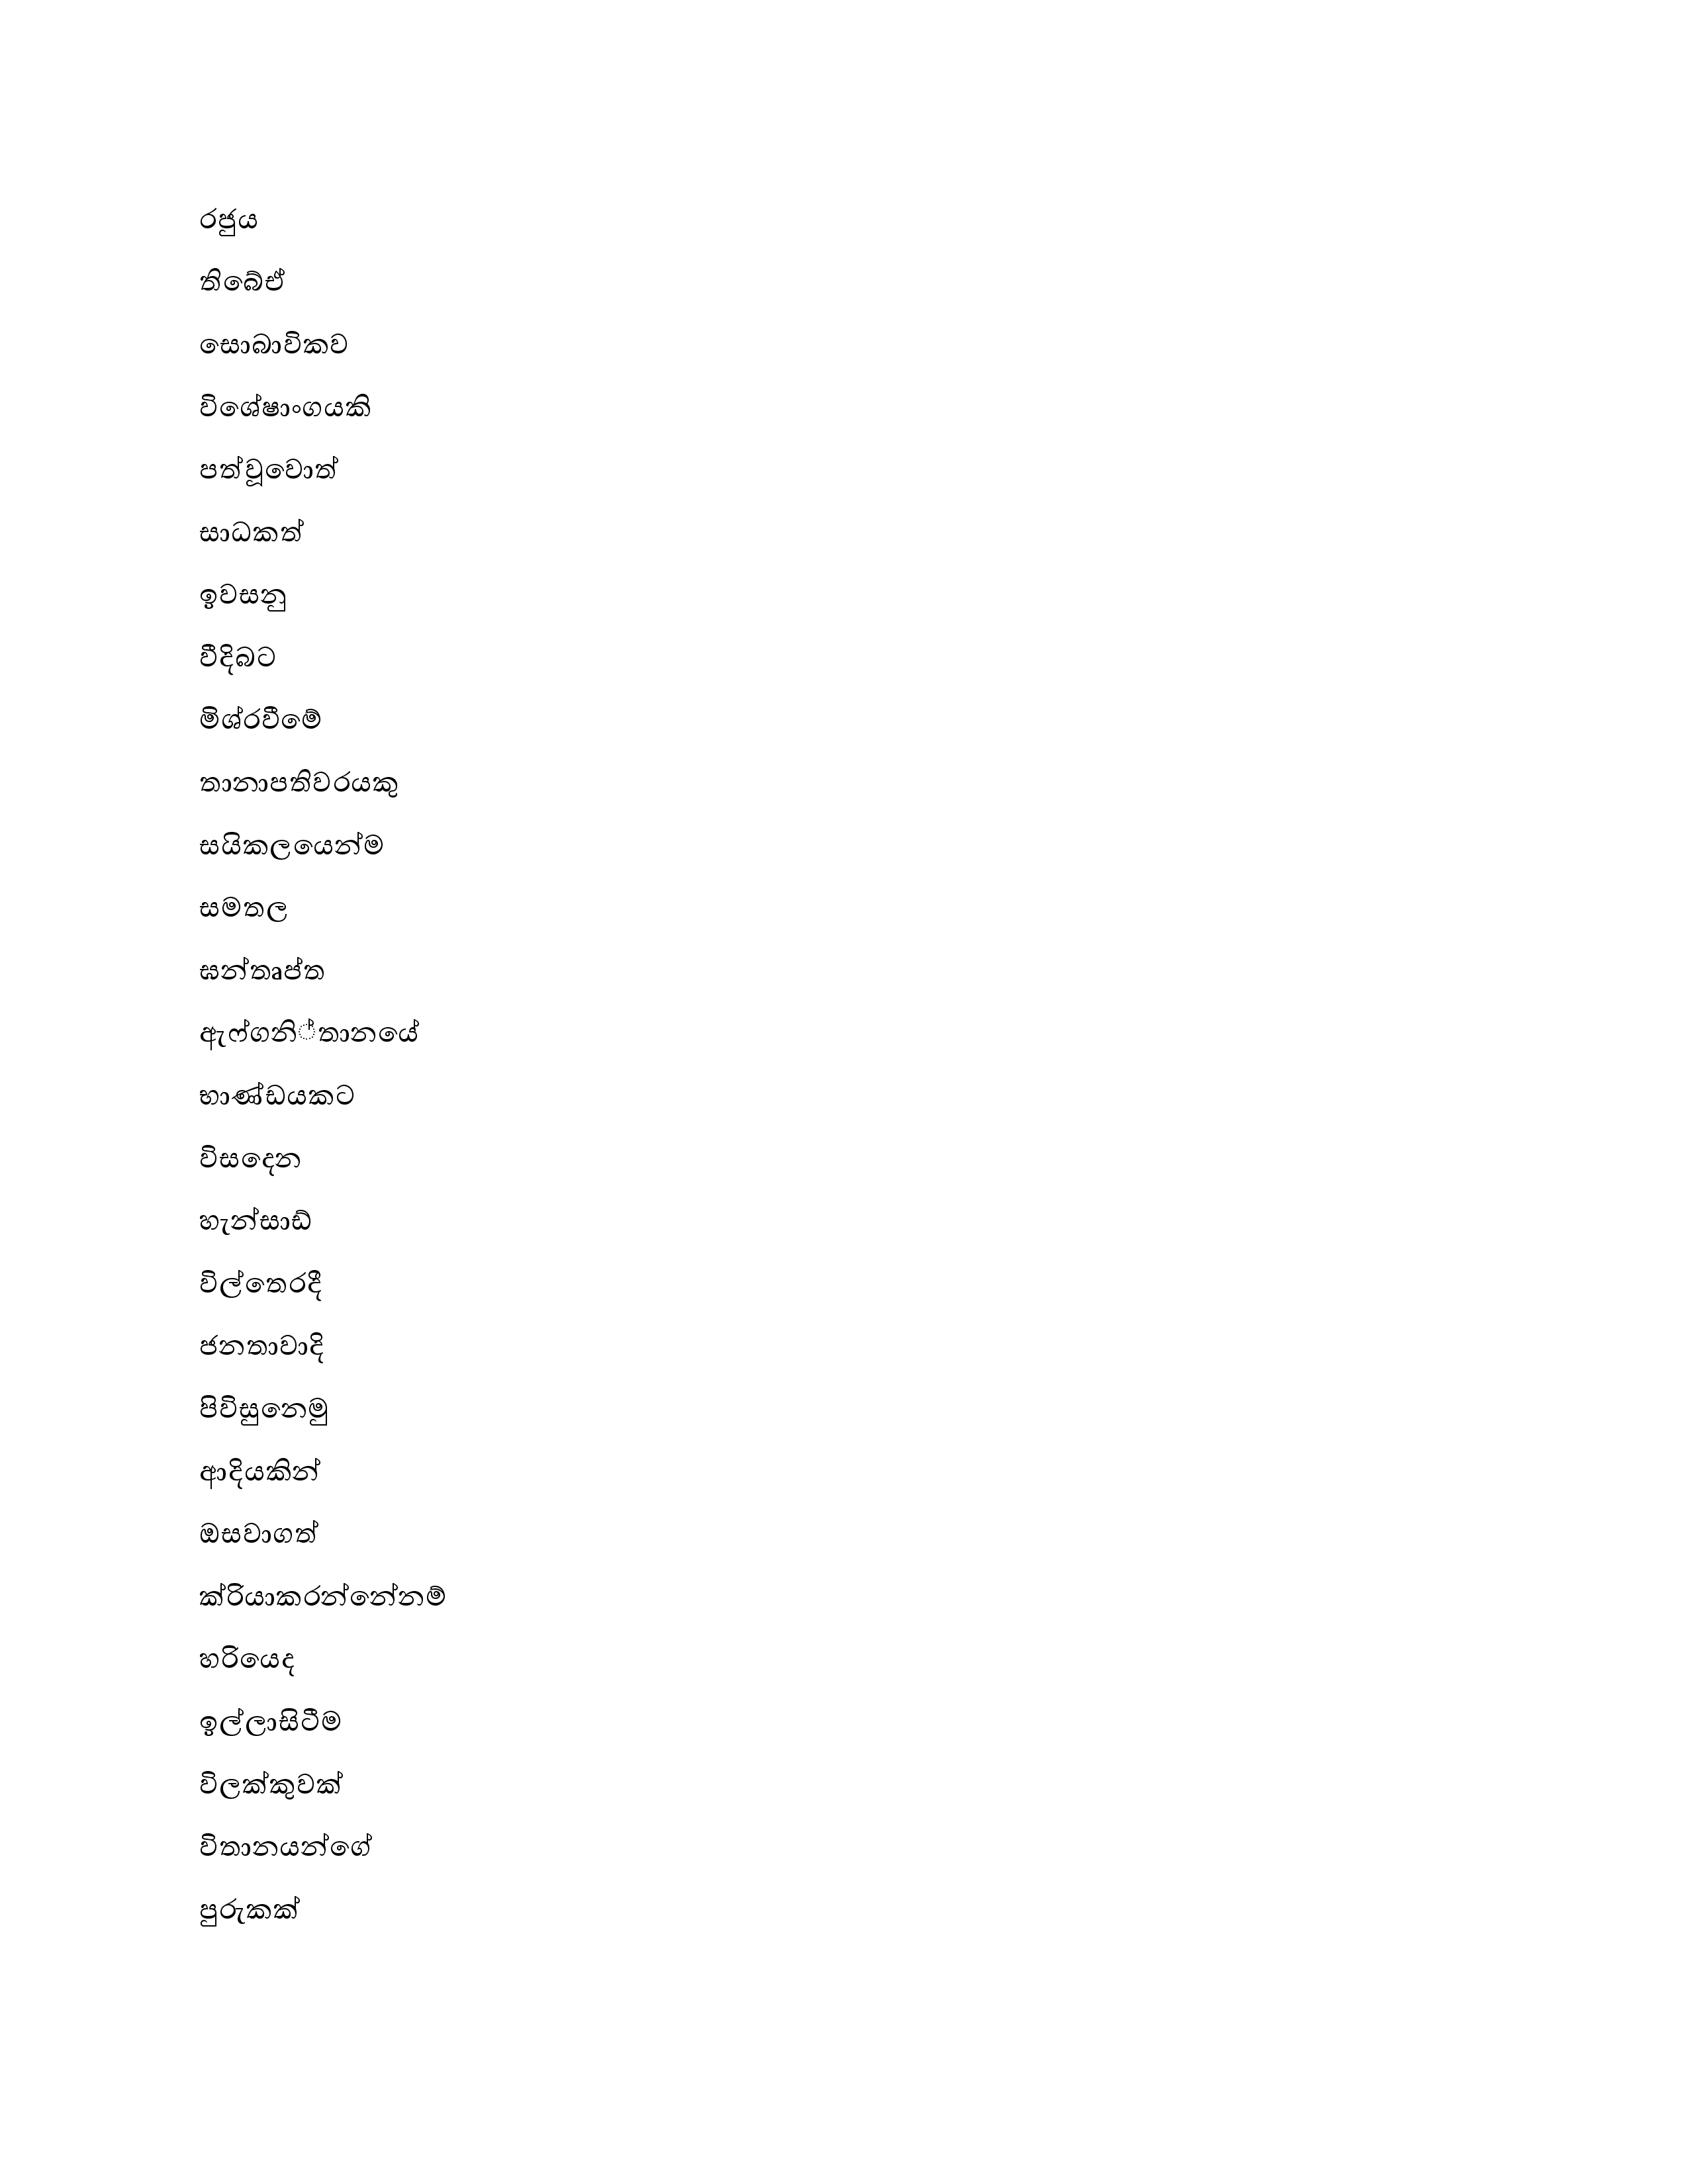 රජුය
තිබේඒ
සොබාවිකව
විශේෂාංගයකි
පත්වූවොත්
සාධකත්
ඉවසනු
වීදිබට
මිශ්රවීමේ
තානාපතිවරයකු
සයිකලයෙන්ම
සමතල
ඝන්තෘප්ත
ඇෆ්ගනි්තානයේ
භාණ්ඩයකට
විසදෙන
හැන්සාඩ්
විල්තෙරදී
ජනතාවාදි
පිවිසුනෙමු
ආදියකින්
ඔසවාගත්
ක්රියාකරන්නේනම්
හරියෙද
ඉල්ලාසිටීම
විලක්කුවක්
විතානයන්ගේ
පුරුකක්